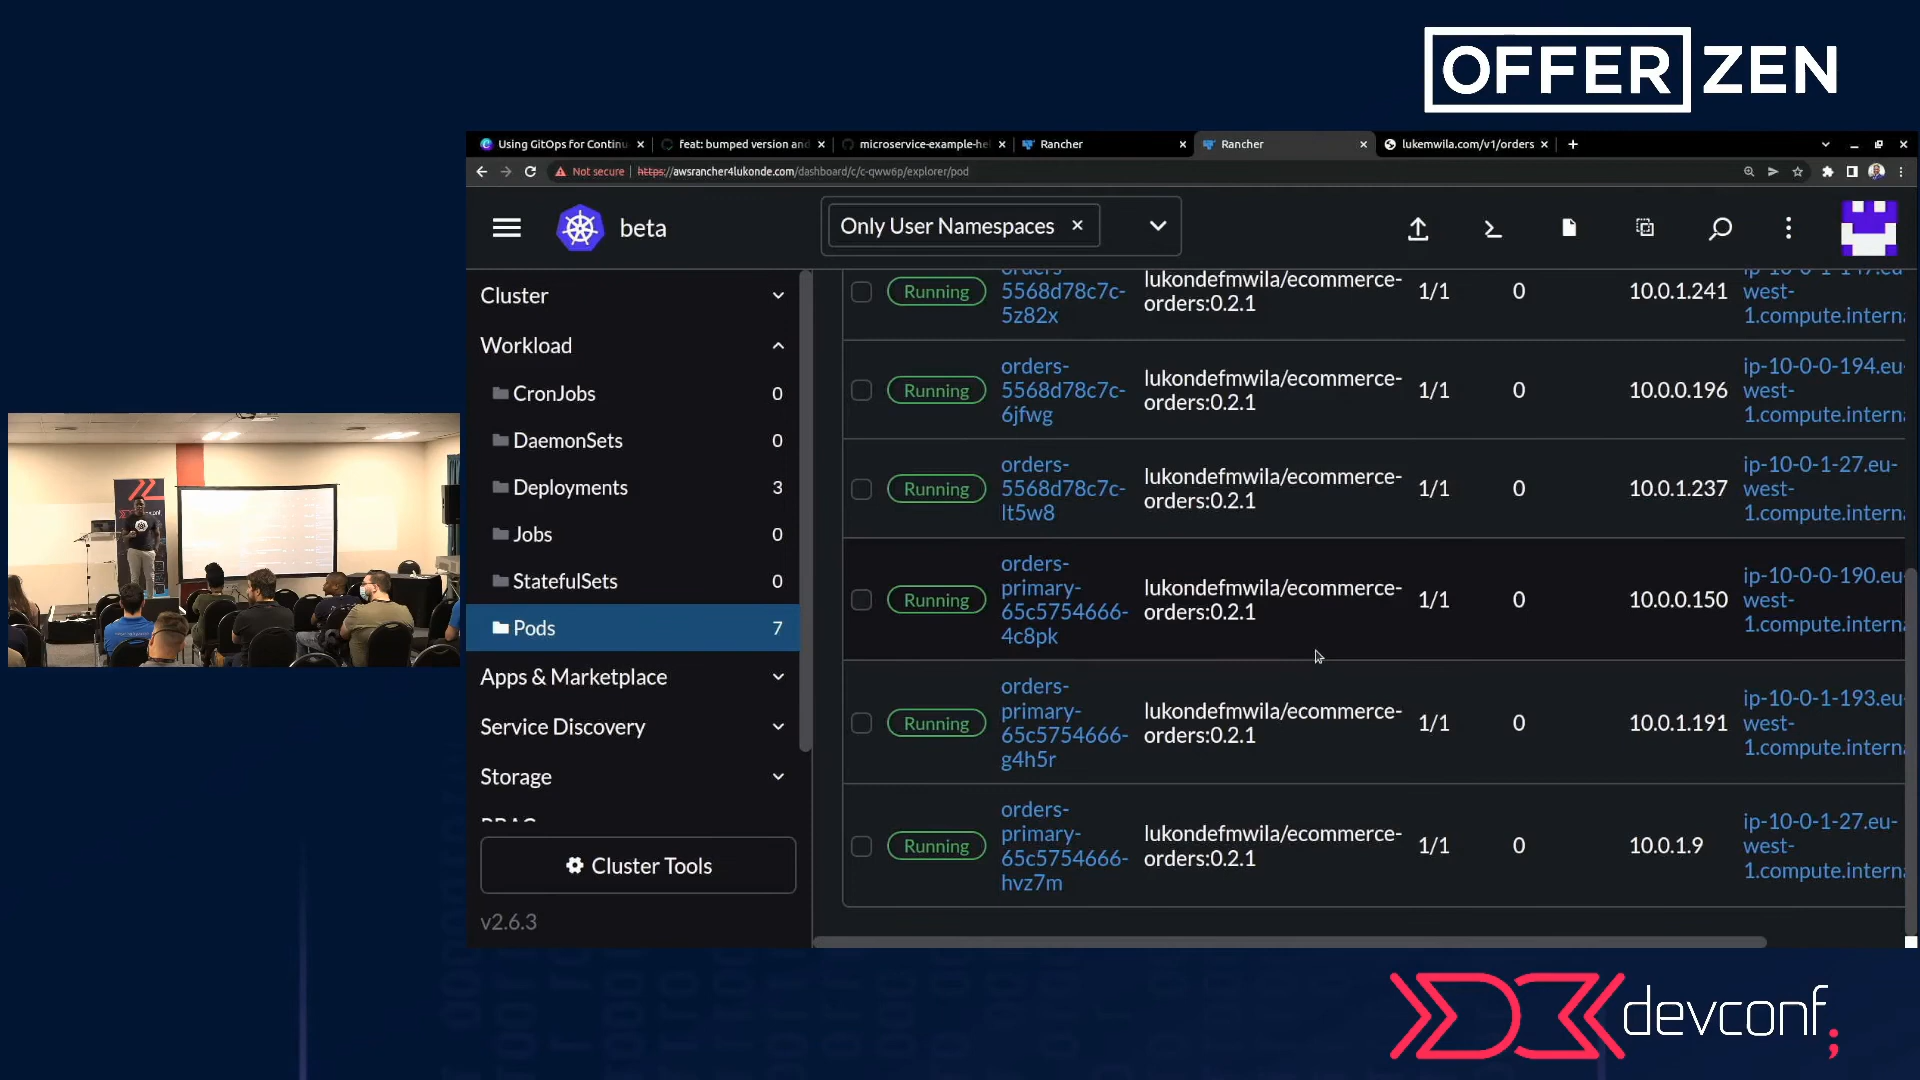 OFFER ZEN
Using GitOps for Continu
feat: bumped version and
microservice-example-he
Rancher
Rancher
lukemwila.com/v1/orders
Not secure
https://awsrancher4lukonde.com/dashboard/c/c-qww6p/explorer/pod
beta
Only User Namespaces
Cluster
Workload
CronJobs 0
DaemonSets 0
Deployments 3
Jobs 0
StatefulSets 0
Pods 7
Apps & Marketplace
Service Discovery
Storage
Cluster Tools
v2.6.3
Running
5568d78c7c-
5z82x
lukondefmwila/ecommerce-
orders:0.2.1
1/1
0
10.0.1.241
west-
1.compute.interna
Running
orders-
5568d78c7c-
6jfwg
lukondefmwila/ecommerce-
orders:0.2.1
1/1
0
10.0.0.196
ip-10-0-0-194.eu-
west-
1.compute.interna
Running
orders-
5568d78c7c-
lt5w8
lukondefmwila/ecommerce-
orders:0.2.1
1/1
0
10.0.1.237
ip-10-0-1-27.eu-
west-
1.compute.interna
Running
orders-
primary-
65c5754666-
4c8pk
lukondefmwila/ecommerce-
orders:0.2.1
1/1
0
10.0.0.150
ip-10-0-0-190.eu-
west-
1.compute.interna
Running
orders-
primary-
65c5754666-
g4h5r
lukondefmwila/ecommerce-
orders:0.2.1
1/1
0
10.0.1.191
ip-10-0-1-193.eu-
west-
1.compute.interna
Running
orders-
primary-
65c5754666-
hvz7m
lukondefmwila/ecommerce-
orders:0.2.1
1/1
0
10.0.1.9
ip-10-0-1-27.eu-
west-
1.compute.interna
devconf;